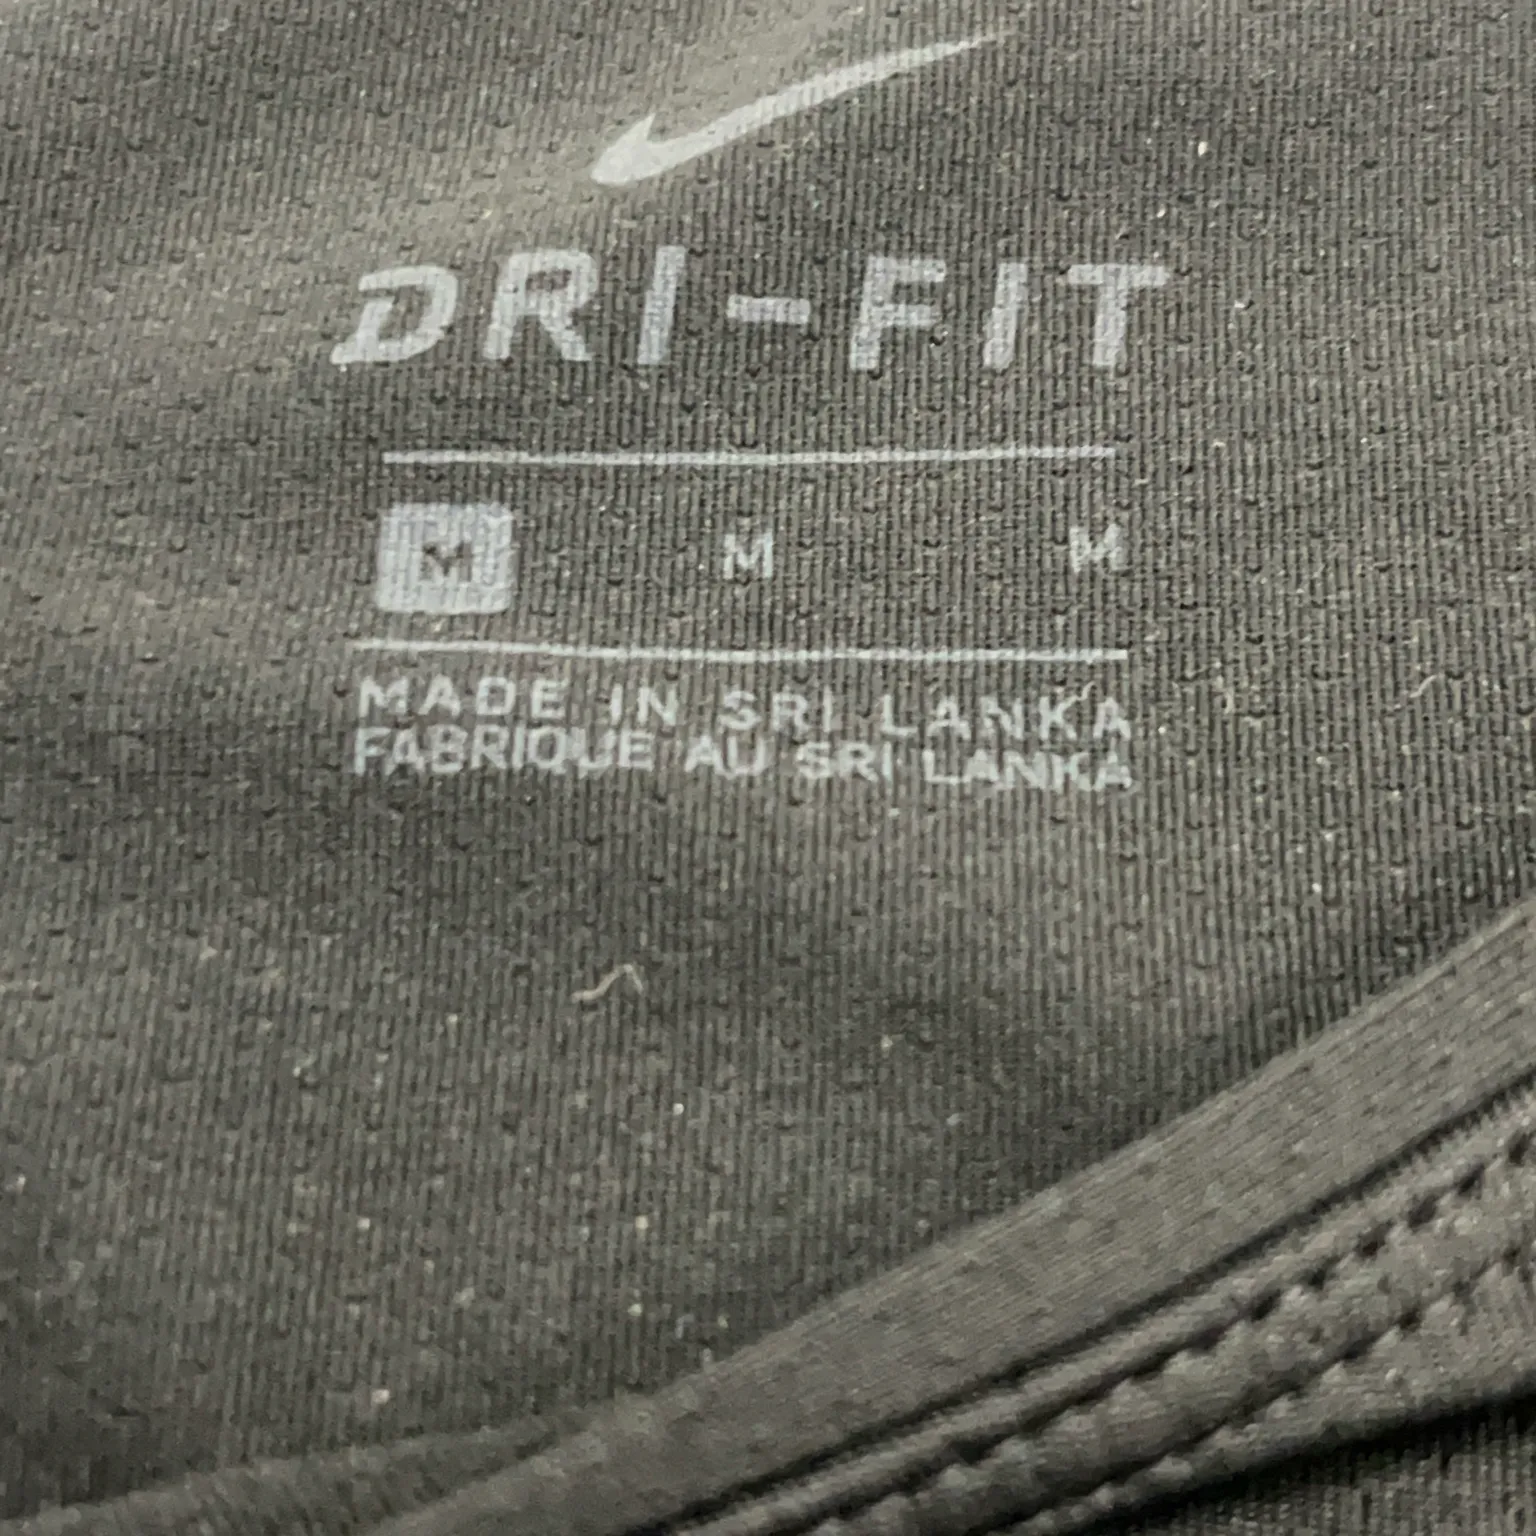 DRI-FIT
M M M
MADE IN SRI LANKA
FABRIQUE AU SRI LANKA